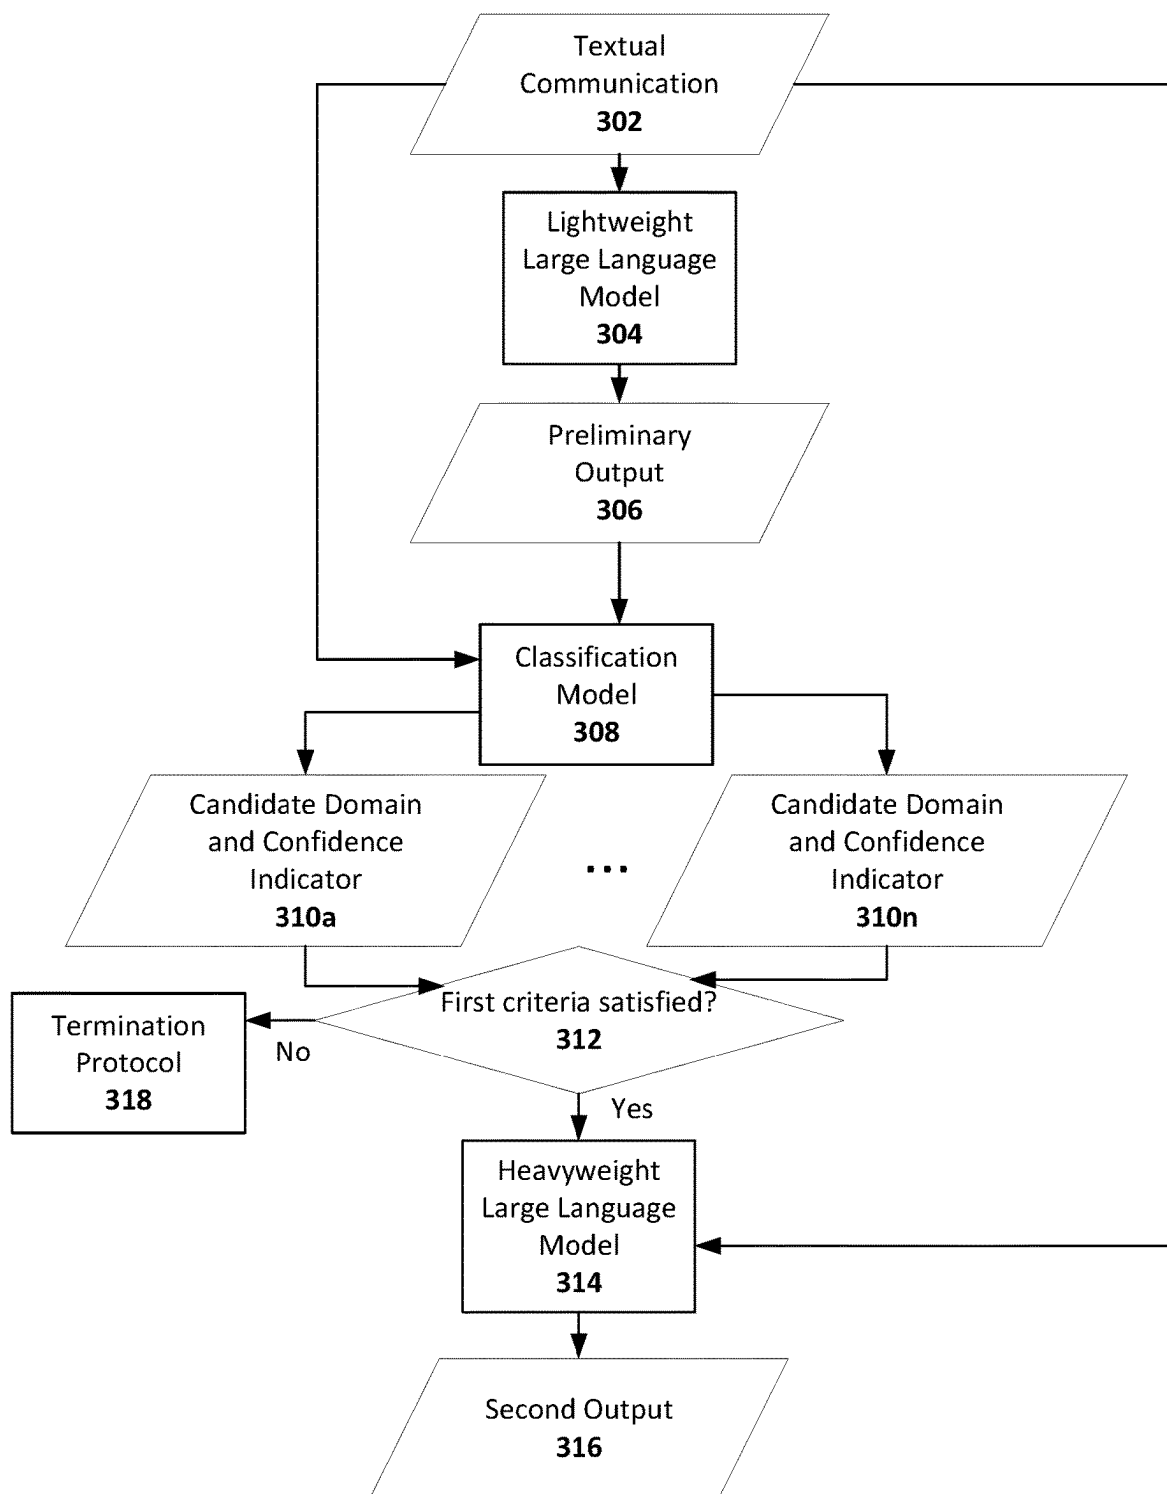 Textual
Communication
302
Lightweight
Large Language
Model
304
Preliminary
Output
306
Classification
Model
308
Candidate Domain
and Confidence
Indicator
310a
...
Candidate Domain
and Confidence
Indicator
310n
First criteria satisfied?
312
No
Termination
Protocol
318
Yes
Heavyweight
Large Language
Model
314
Second Output
316